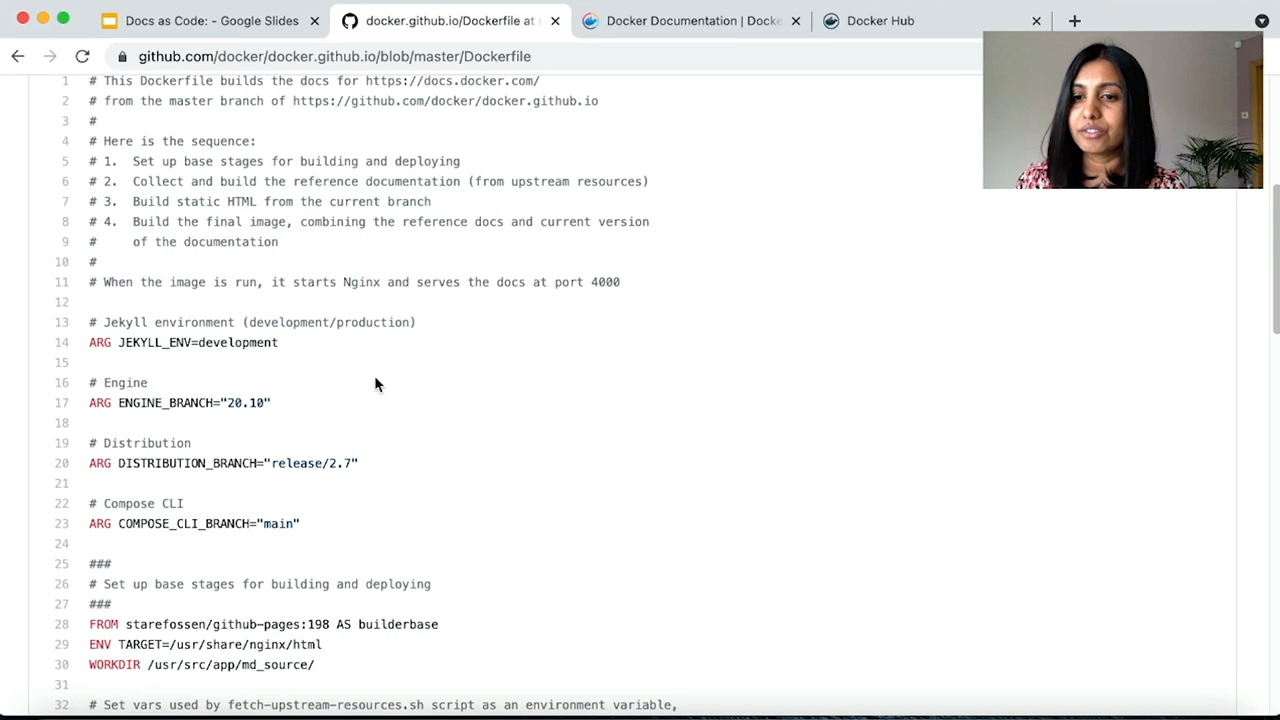 Docs as Code: - Google Slides
docker.github.io/Dockerfile at
Docker Documentation | Docke
Docker Hub
github.com/docker/docker.github.io/blob/master/Dockerfile
1 # This Dockerfile builds the docs for https://docs.docker.com/
2 # from the master branch of https://github.com/docker/docker.github.io
3 #
4 # Here is the sequence:
5 # 1. Set up base stages for building and deploying
6 # 2. Collect and build the reference documentation (from upstream resources)
7 # 3. Build static HTML from the current branch
8 # 4. Build the final image, combining the reference docs and current version
9 # of the documentation
10 #
11 # When the image is run, it starts Nginx and serves the docs at port 4000
12
13 # Jekyll environment (development/production)
14 ARG JEKYLL_ENV=development
15
16 # Engine
17 ARG ENGINE_BRANCH="20.10"
18
19 # Distribution
20 ARG DISTRIBUTION_BRANCH="release/2.7"
21
22 # Compose CLI
23 ARG COMPOSE_CLI_BRANCH="main"
24
25 ###
26 # Set up base stages for building and deploying
27 ###
28 FROM starefossen/github-pages:198 AS builderbase
29 ENV TARGET=/usr/share/nginx/html
30 WORKDIR /usr/src/app/md_source/
31
32 # Set vars used by fetch-upstream-resources.sh script as an environment variable,